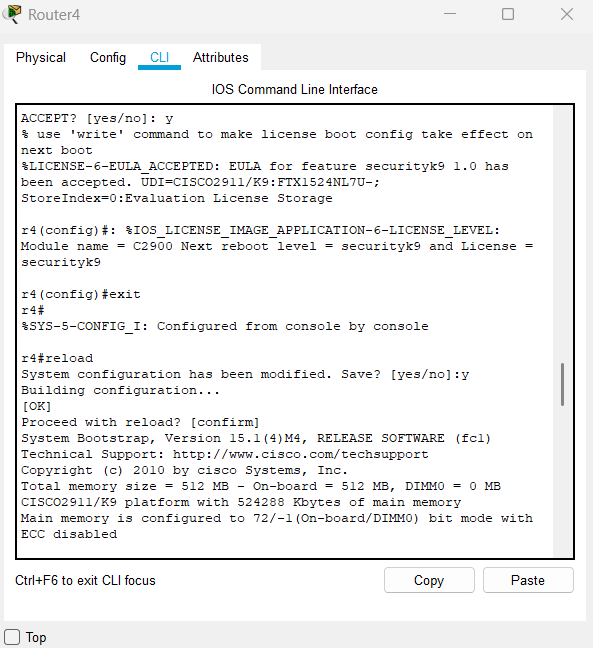 Router4
Physical Config CLI Attributes
IOS Command Line Interface
ACCEPT? [yes/no]: y
% use 'write' command to make license boot config take effect on
next boot
%LICENSE-6-EULA_ACCEPTED: EULA for feature securityk9 1.0 has
been accepted. UDI=CISCO2911/K9:FTX1524NL7U-;
StoreIndex=0:Evaluation License Storage
r4(config)#: %IOS_LICENSE_IMAGE_APPLICATION-6-LICENSE_LEVEL:
Module name = C2900 Next reboot level = securityk9 and License =
securityk9
r4(config)#exit
r4#
%SYS-5-CONFIG_I: Configured from console by console
r4#reload
System configuration has been modified. Save? [yes/no]:y
Building configuration...
[OK]
Proceed with reload? [confirm]
System Bootstrap, Version 15.1(4)M4, RELEASE SOFTWARE (fc1)
Technical Support: http://www.cisco.com/techsupport
Copyright (c) 2010 by cisco Systems, Inc.
Total memory size = 512 MB - On-board = 512 MB, DIMM0 = 0 MB
CISCO2911/K9 platform with 524288 Kbytes of main memory
Main memory is configured to 72/-1(On-board/DIMM0) bit mode with
ECC disabled
Ctrl+F6 to exit CLI focus
Copy
Paste
Top